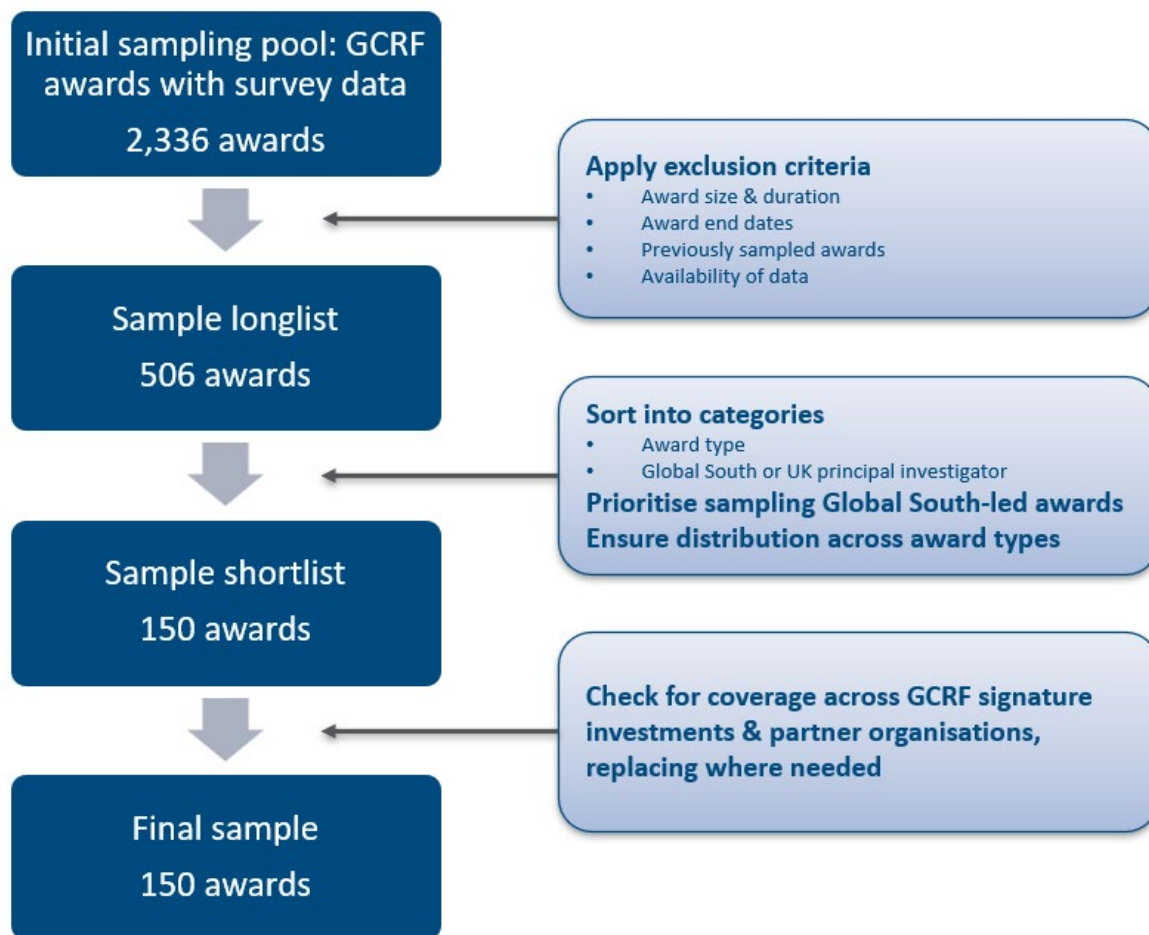 Initial sampling pool: GCRF
awards with survey data
2,336 awards
Apply exclusion criteria
• Award size & duration
• Award end dates
• Previously sampled awards
• Availability of data
Sample longlist
506 awards
Sort into categories
• Award type
• Global South or UK principal investigator
Prioritise sampling Global South-led awards
Ensure distribution across award types
Sample shortlist
150 awards
Check for coverage across GCRF signature
investments & partner organisations,
replacing where needed
Final sample
150 awards